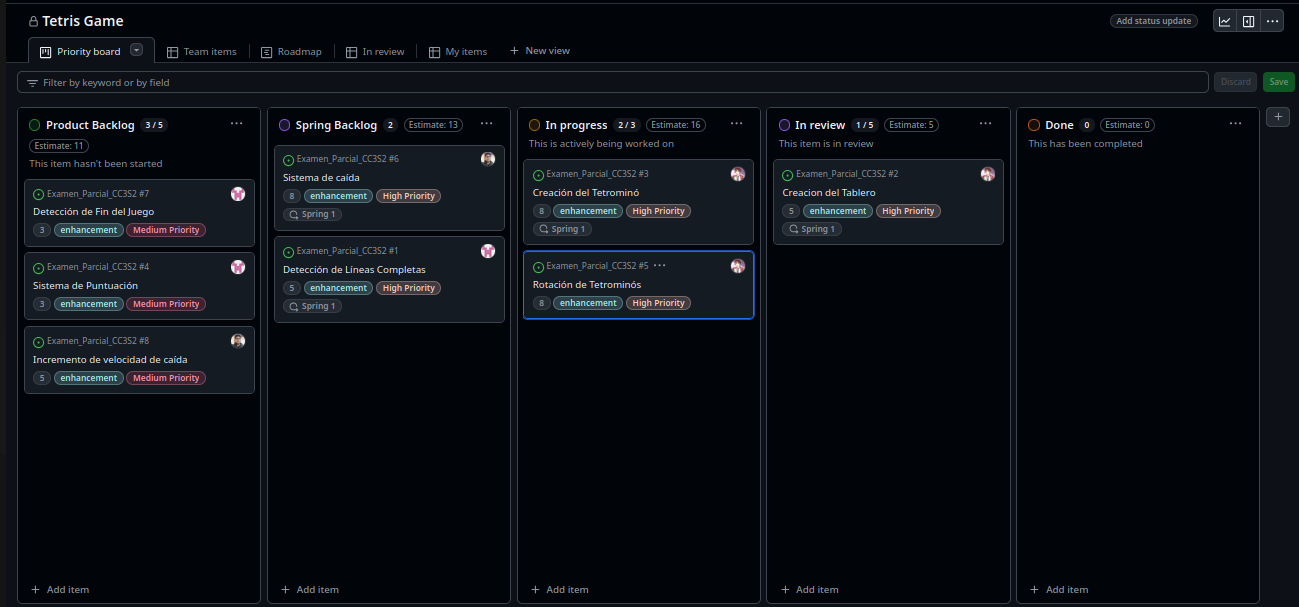 Tetris Game
Add status update
Priority board
Team items
Roadmap
In review
My items
New view
Filter by keyword or by field
Discard
Save
Product Backlog 3 / 5
Estimate: 11
This item hasn't been started
Examen_Parcial_CC3S2 #7
Detección de Fin del Juego
3 enhancement Medium Priority
Examen_Parcial_CC3S2 #4
Sistema de Puntuación
3 enhancement Medium Priority
Examen_Parcial_CC3S2 #8
Incremento de velocidad de caída
5 enhancement Medium Priority
Add item
Spring Backlog 2 Estimate: 13
Examen_Parcial_CC3S2 #6
Sistema de caída
8 enhancement High Priority
Spring 1
Examen_Parcial_CC3S2 #1
Detección de Líneas Completas
5 enhancement High Priority
Spring 1
Add item
In progress 2 / 3 Estimate: 16
This is actively being worked on
Examen_Parcial_CC3S2 #3
Creación del Tetrominó
8 enhancement High Priority
Spring 1
Examen_Parcial_CC3S2 #5
Rotación de Tetrominós
8 enhancement High Priority
Add item
In review 1 / 5 Estimate: 5
This item is in review
Examen_Parcial_CC3S2 #2
Creacion del Tablero
5 enhancement High Priority
Spring 1
Add item
Done 0 Estimate: 0
This has been completed
Add item